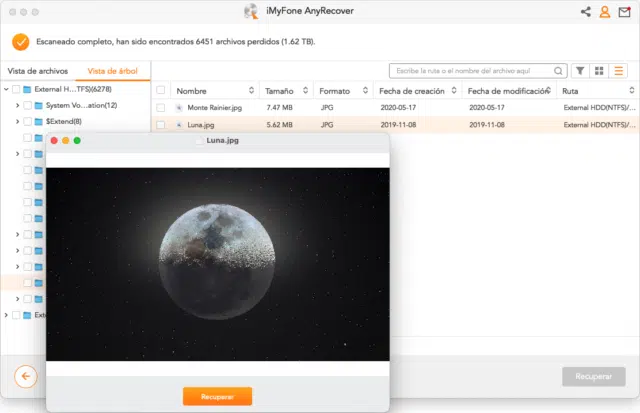 iMyFone AnyRecover
Escaneado completo, han sido encontrados 6451 archivos perdidos (1.62 TB).
Vista de archivos
Vista de árbol
Escribe la ruta o el nombre del archivo aquí
External H...TFS)(6278)
System Vo...ation(12)
$Extend(8)
Nombre Tamaño Formato Fecha de creación Fecha de modificación Ruta
Monte Rainier.jpg 7.47 MB JPG 2020-05-17 2020-05-17 External HDD(NTFS)/...
Luna.jpg 5.62 MB JPG 2019-11-08 2019-11-08 External HDD(NTFS)/...
Luna.jpg
Exte
Recuperar
Recuperar